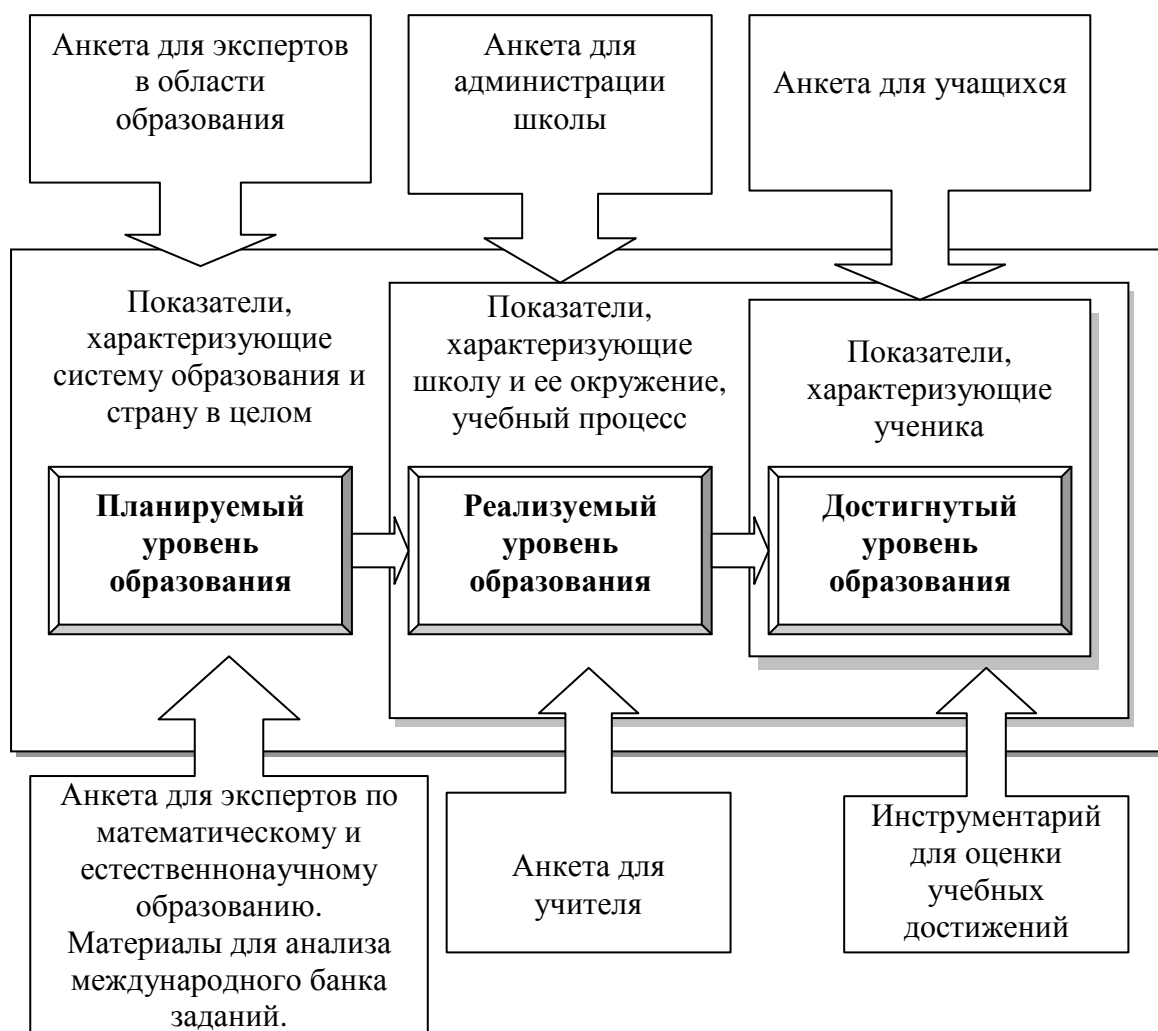 Анкета для экспертов
в области
образования
Анкета для
администрации
школы
Анкета для учащихся
Показатели,
характеризующие
систему образования и
страну в целом
Показатели,
характеризующие
школу и ее окружение,
учебный процесс
Показатели,
характеризующие
ученика
Планируемый
уровень
образования
Реализуемый
уровень
образования
Достигнутый
уровень
образования
Анкета для экспертов по
математическому и
естественнонаучному
образованию.
Материалы для анализа
международного банка
заданий.
Анкета для
учителя
Инструментарий
для оценки
учебных
достижений